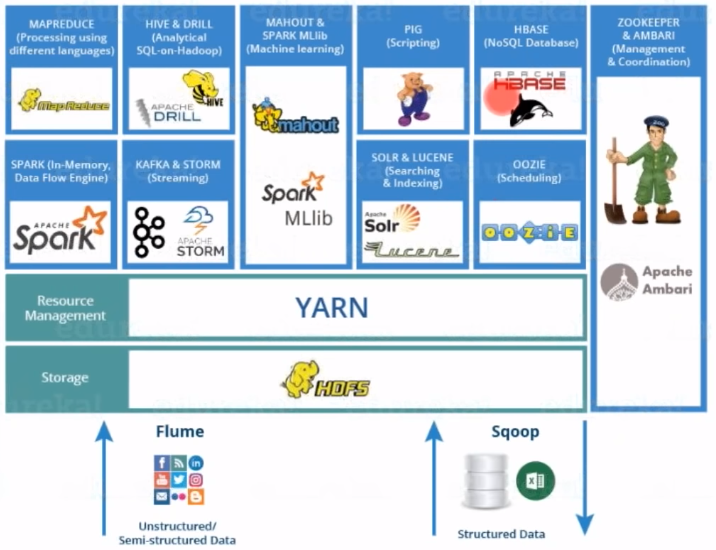 MAPREDUCE
(Processing using
different languages)
MapReduce
HIVE & DRILL
(Analytical
SQL-on-Hadoop)
HIVE
APACHE
DRILL
MAHOUT &
SPARK MLlib
(Machine learning)
mahout
Spark
MLlib
PIG
(Scripting)
HBASE
(NoSQL Database)
APACHE
HBASE
ZOOKEEPER
& AMBARI
(Management
& Coordination)
Apache
Ambari
SPARK (In-Memory,
Data Flow Engine)
APACHE
Spark
KAFKA & STORM
(Streaming)
APACHE
STORM
SOLR & LUCENE
(Searching
& Indexing)
Apache
Solr
Lucene
OOZIE
(Scheduling)
OOZIE
Resource
Management
YARN
Storage
HDFS
Flume
f
in
Unstructured/
Semi-structured Data
Sqoop
X
Structured Data
edureka!